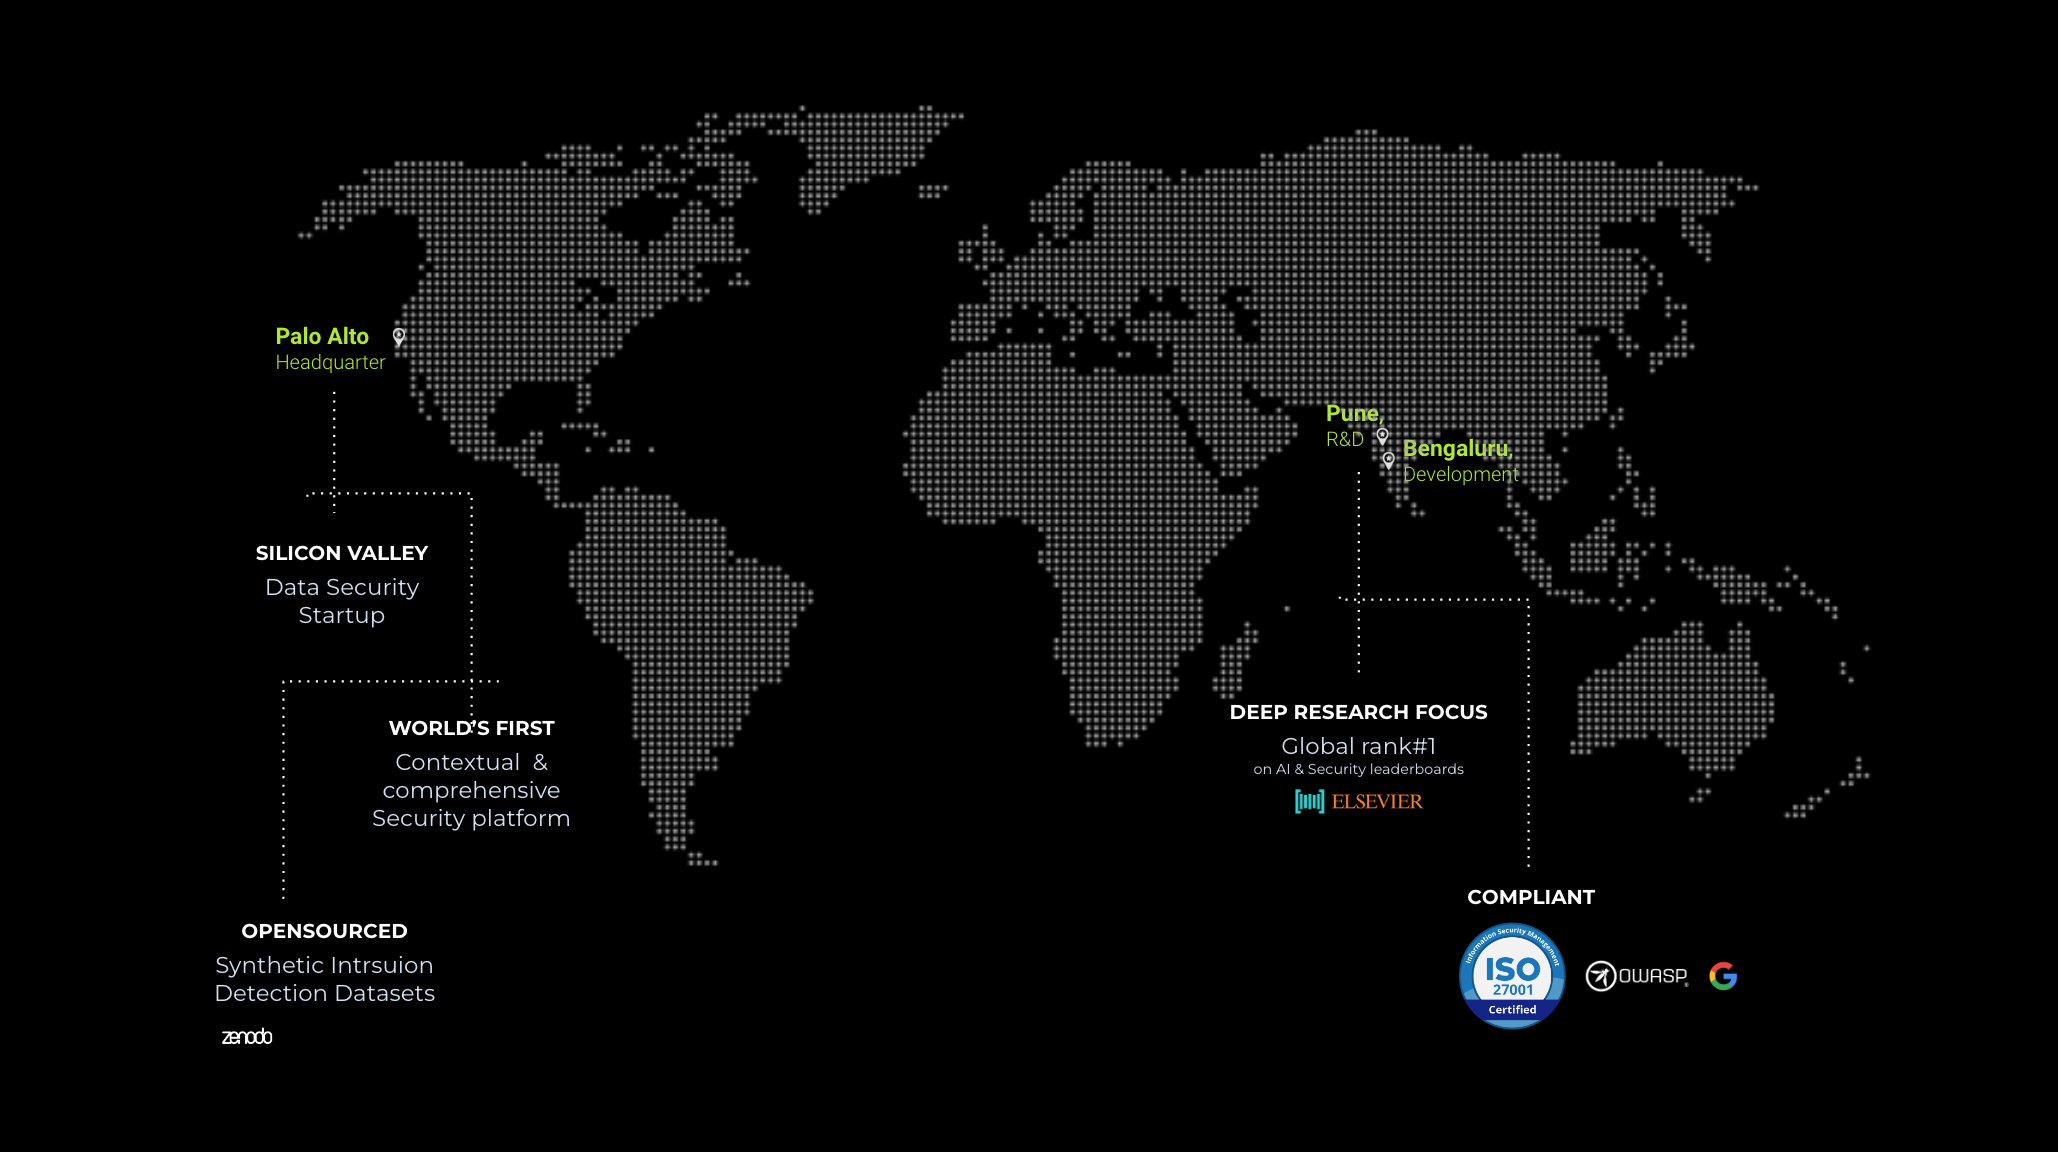 Palo Alto
Headquarter
Pune,
R&D
Bengaluru,
Development
SILICON VALLEY
Data Security
Startup
WORLD'S FIRST
Contextual &
comprehensive
Security platform
OPENSOURCED
Synthetic Intrsuion
Detection Datasets
zenodo
DEEP RESEARCH FOCUS
Global rank#1
on AI & Security leaderboards
ELSEVIER
COMPLIANT
Information Security Management
ISO
27001
Certified
OWASP